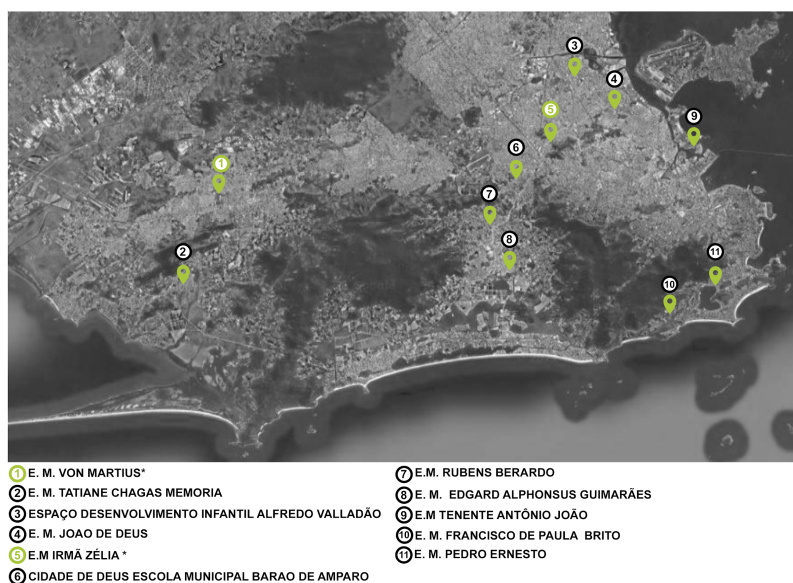 3
4
5
9
6
1
7
2
8
11
10
1 E. M. VON MARTIUS*
2 E. M. TATIANE CHAGAS MEMORIA
3 ESPAÇO DESENVOLVIMENTO INFANTIL ALFREDO VALLADÃO
4 E. M. JOAO DE DEUS
5 E.M IRMÃ ZÉLIA *
6 CIDADE DE DEUS ESCOLA MUNICIPAL BARAO DE AMPARO
7 E.M. RUBENS BERARDO
8 E. M. EDGARD ALPHONSUS GUIMARÃES
9 E.M TENENTE ANTÔNIO JOÃO
10 E. M. FRANCISCO DE PAULA BRITO
11 E. M. PEDRO ERNESTO